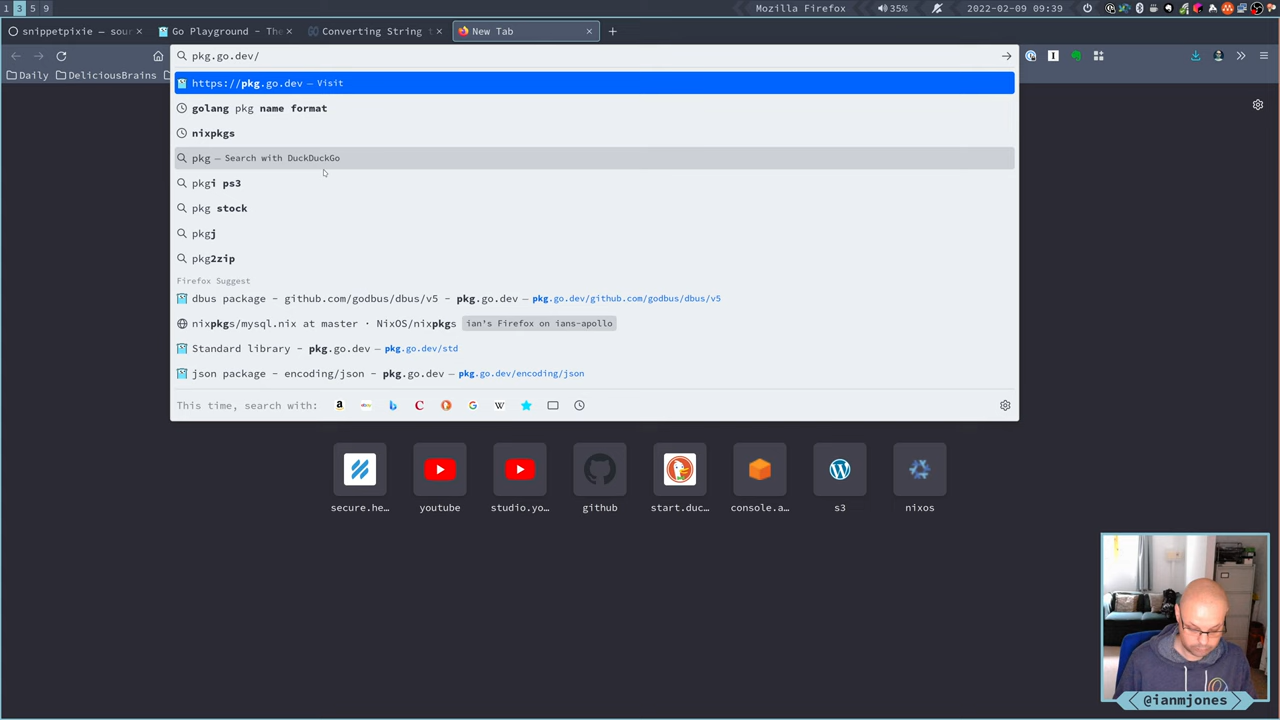 1 3 5 9
Mozilla Firefox
35%
2022-02-09 09:39
snippetpixie — sour
Go Playground - The
Converting String t
New Tab
pkg.go.dev/
Daily
DeliciousBrains
https://pkg.go.dev — Visit
golang pkg name format
nixpkgs
pkg — Search with DuckDuckGo
pkgi ps3
pkg stock
pkgj
pkg2zip
Firefox Suggest
dbus package - github.com/godbus/dbus/v5 - pkg.go.dev — pkg.go.dev/github.com/godbus/dbus/v5
nixpkgs/mysql.nix at master · NixOS/nixpkgs ian's Firefox on ians-apollo
Standard library - pkg.go.dev — pkg.go.dev/std
json package - encoding/json - pkg.go.dev — pkg.go.dev/encoding/json
This time, search with:
secure.he…
youtube
studio.yo…
github
start.duc…
console.a…
s3
nixos
@ianmjones